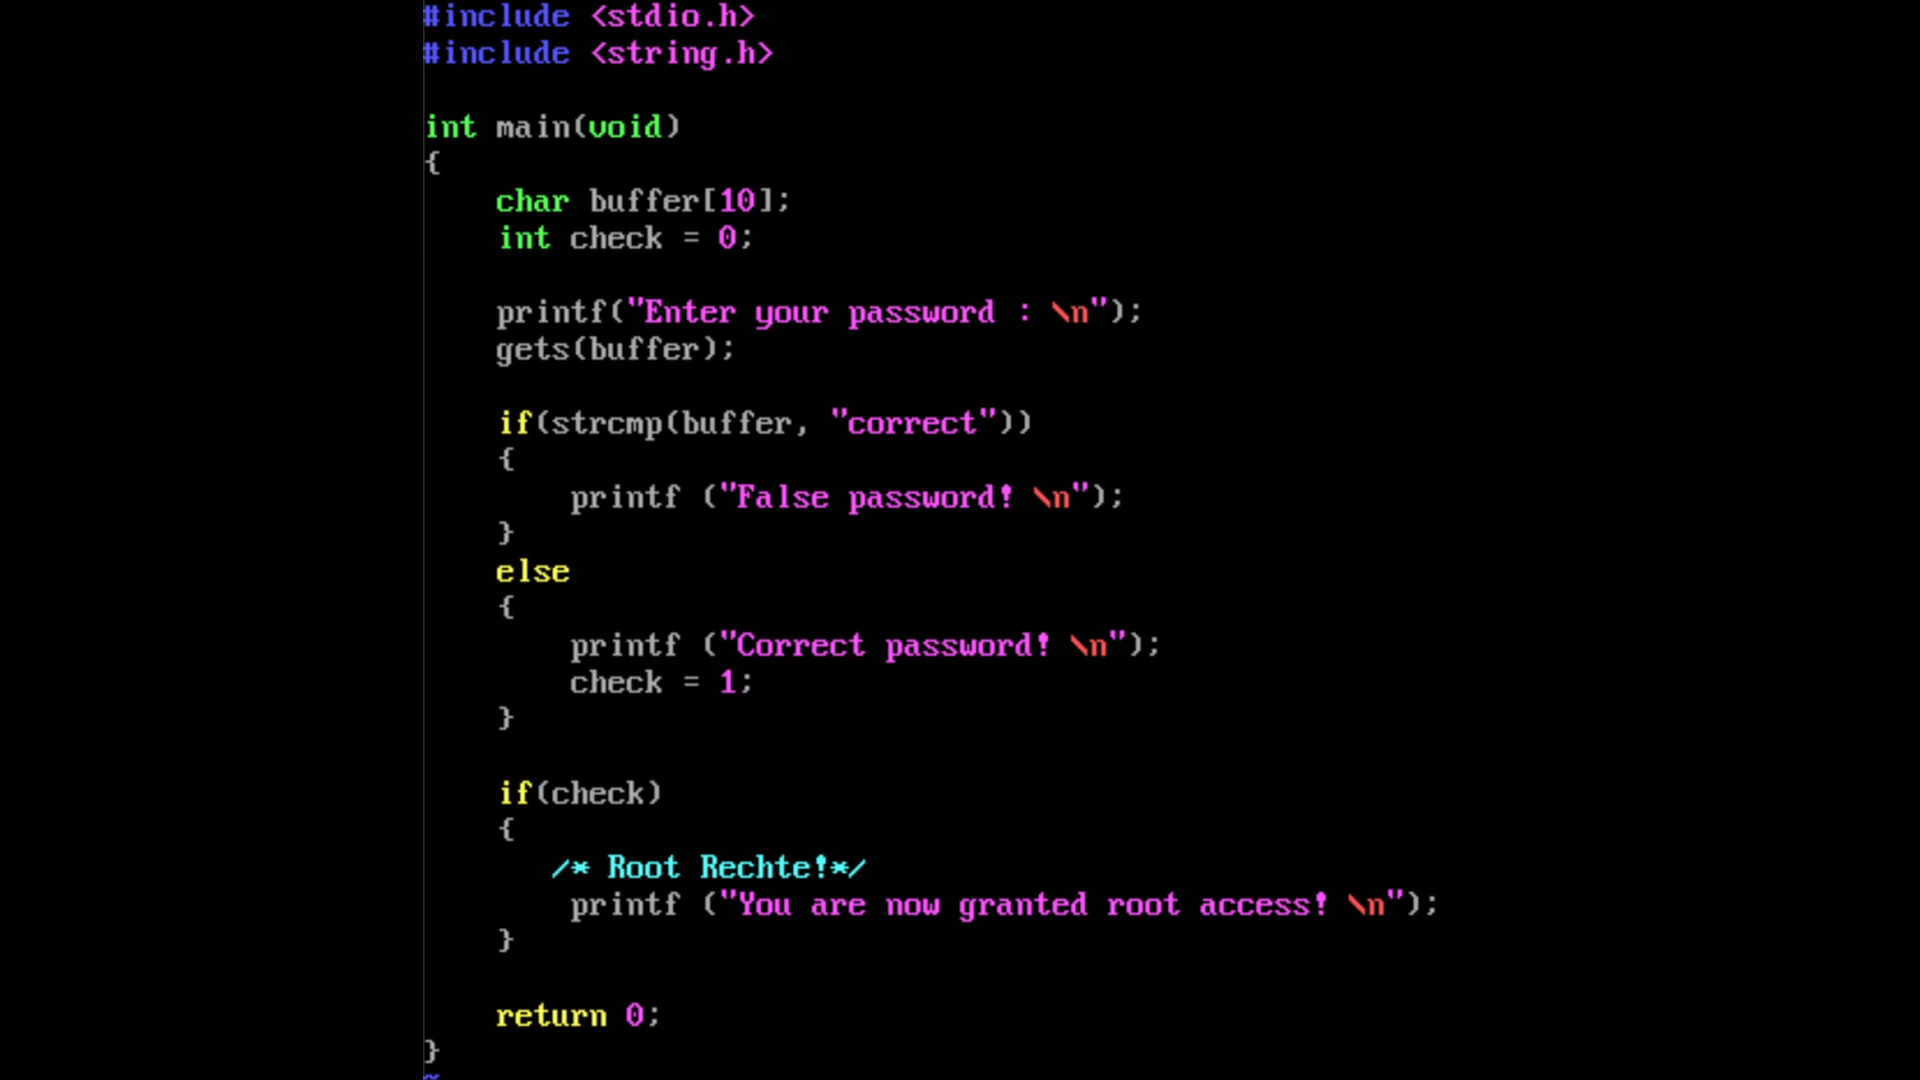 #include <stdio.h>
#include <string.h>
int main(void)
{
char buffer[10];
int check = 0;
printf("Enter your password : \n");
gets(buffer);
if(strcmp(buffer, "correct"))
{
printf ("False password! \n");
}
else
{
printf ("Correct password! \n");
check = 1;
}
if(check)
{
/* Root Rechte!*/
printf ("You are now granted root access! \n");
}
return 0;
}
~